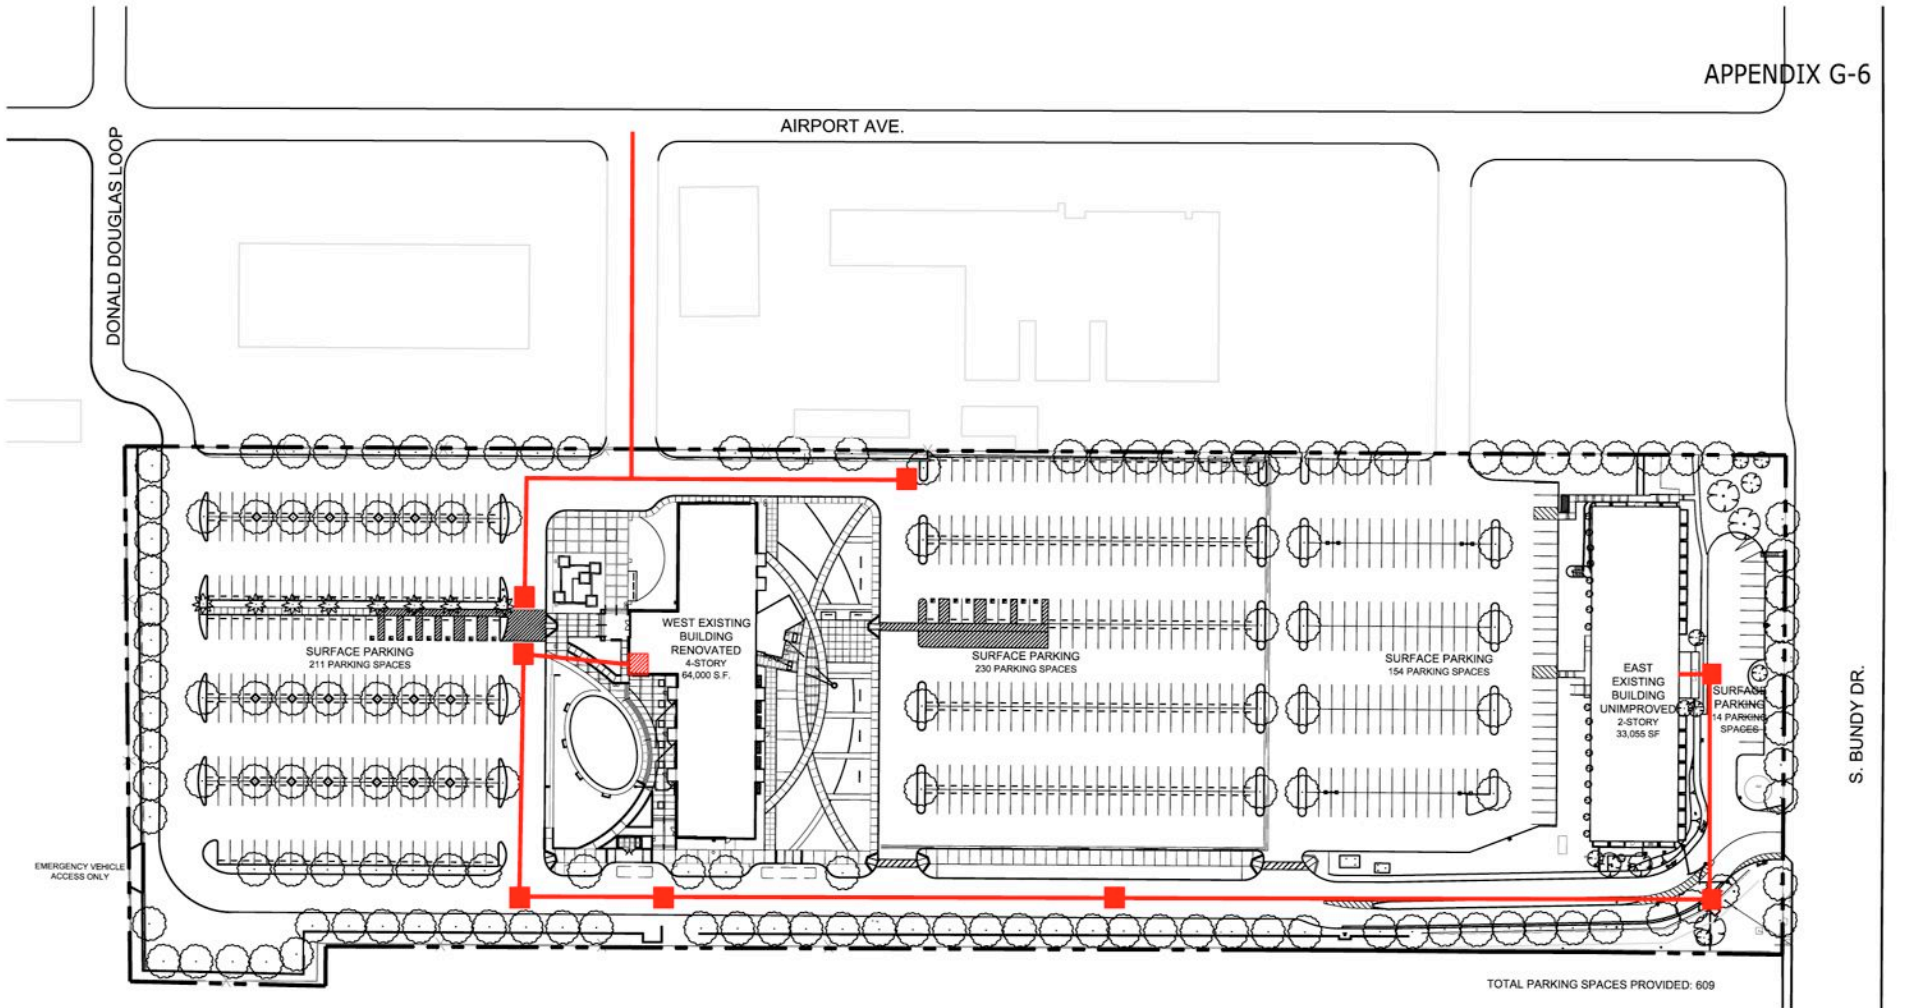 APPENDIX G-6
AIRPORT AVE.
DONALD DOUGLAS LOOP
WEST EXISTING
BUILDING
RENOVATED
4-STORY
64,000 S.F.
SURFACE PARKING
211 PARKING SPACES
SURFACE PARKING
230 PARKING SPACES
SURFACE PARKING
154 PARKING SPACES
EAST
EXISTING
BUILDING
UNIMPROVED
2-STORY
33,055 SF
SURFACE
PARKING
14 PARKING
SPACES
S. BUNDY DR.
EMERGENCY VEHICLE
ACCESS ONLY
TOTAL PARKING SPACES PROVIDED: 609